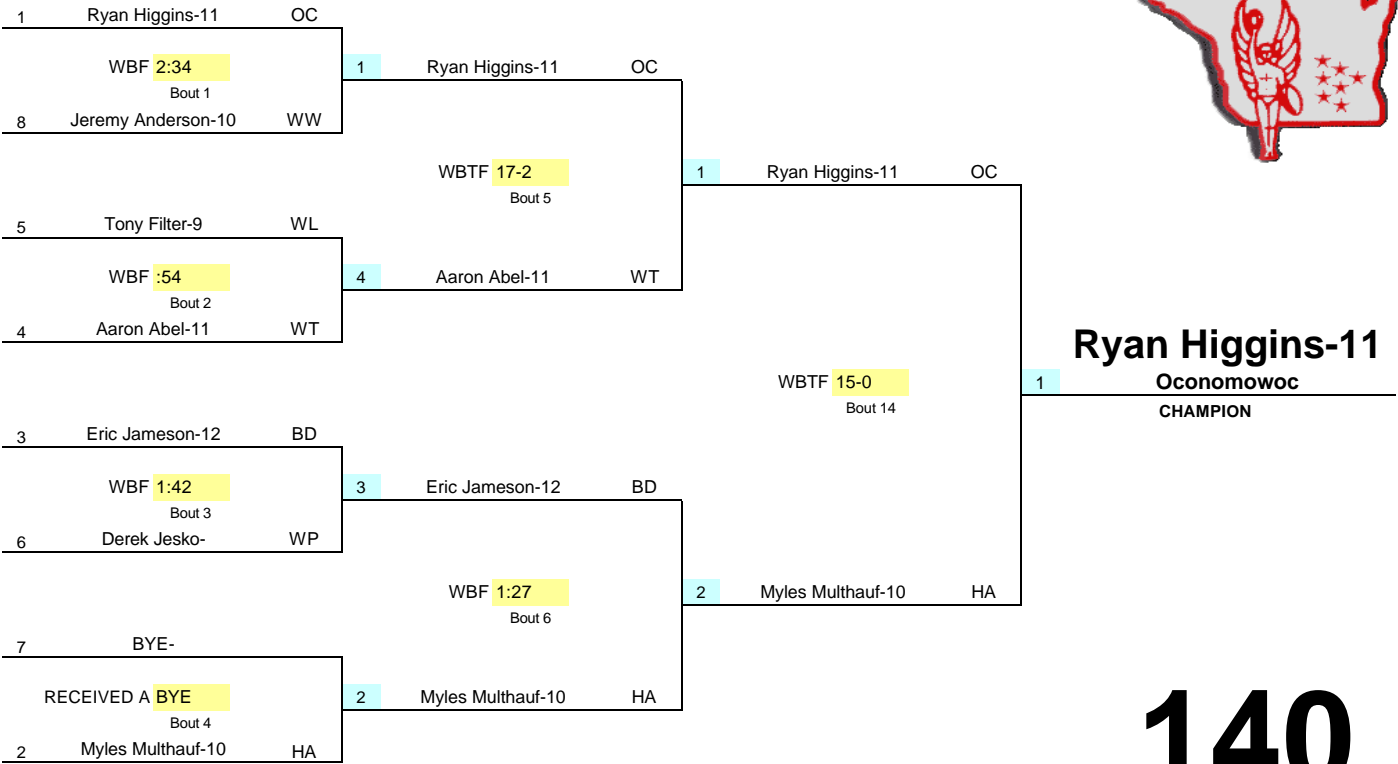 1 Ryan Higgins-11 OC
WBF 2:34
Bout 1
8 Jeremy Anderson-10 WW
1 Ryan Higgins-11 OC
WBTF 17-2
Bout 5
5 Tony Filter-9 WL
WBF :54
Bout 2
4 Aaron Abel-11 WT
4 Aaron Abel-11 WT
1 Ryan Higgins-11 OC
WBTF 15-0
Bout 14
3 Eric Jameson-12 BD
WBF 1:42
Bout 3
6 Derek Jesko- WP
3 Eric Jameson-12 BD
WBF 1:27
Bout 6
7 BYE-
RECEIVED A BYE
Bout 4
2 Myles Multhauf-10 HA
2 Myles Multhauf-10 HA
2 Myles Multhauf-10 HA
Ryan Higgins-11
1 Oconomowoc
CHAMPION
140